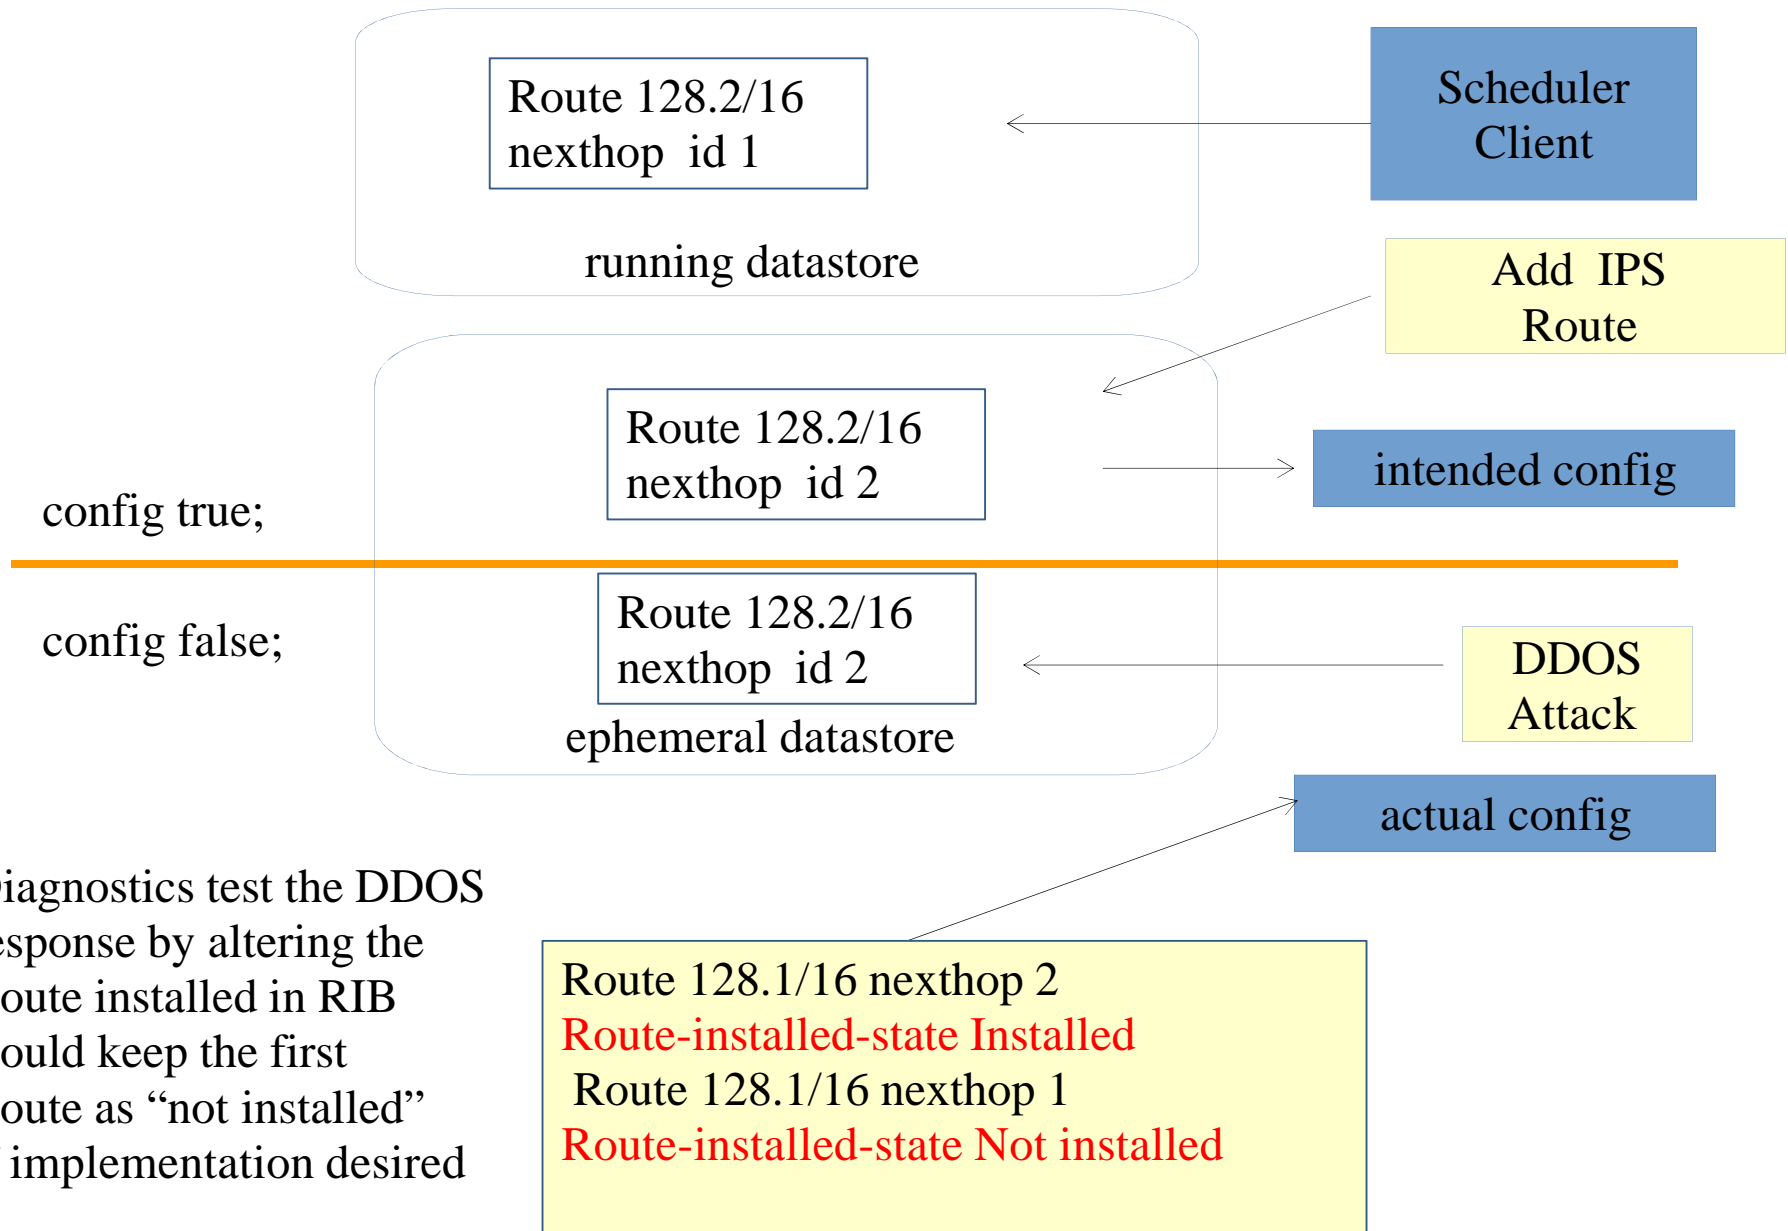 Route 128.2/16
nexthop id 1
running datastore
Scheduler
Client
Add IPS
Route
Route 128.2/16
nexthop id 2
intended config
config true;
config false;
Route 128.2/16
nexthop id 2
ephemeral datastore
DDOS
Attack
actual config
iagnostics test the DDOS
esponse by altering the
oute installed in RIB
ould keep the first
oute as “not installed”
implementation desired
Route 128.1/16 nexthop 2
Route-installed-state Installed
Route 128.1/16 nexthop 1
Route-installed-state Not installed